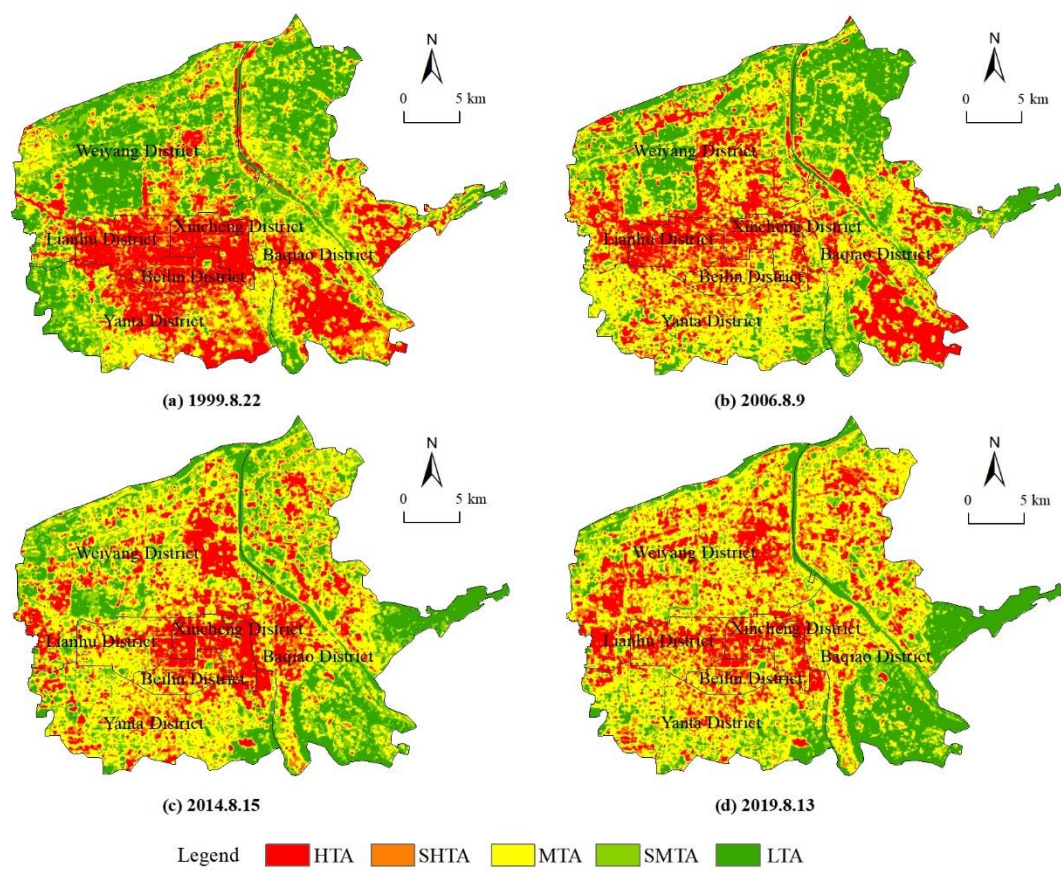 N
0 5 km
Weiyang District
Xincheng District
Lianhu District
Baqiao District
Beilin District
Yanta District
(a) 1999.8.22
N
0 5 km
Weiyang District
Xincheng District
Lianhu District
Baqiao District
Beilin District
Yanta District
(b) 2006.8.9
N
0 5 km
Weiyang District
Xincheng District
Lianhu District
Baqiao District
Beilin District
Yanta District
(c) 2014.8.15
N
0 5 km
Weiyang District
Xincheng District
Lianhu District
Baqiao District
Beilin District
Yanta District
(d) 2019.8.13
Legend HTA SHTA MTA SMTA LTA